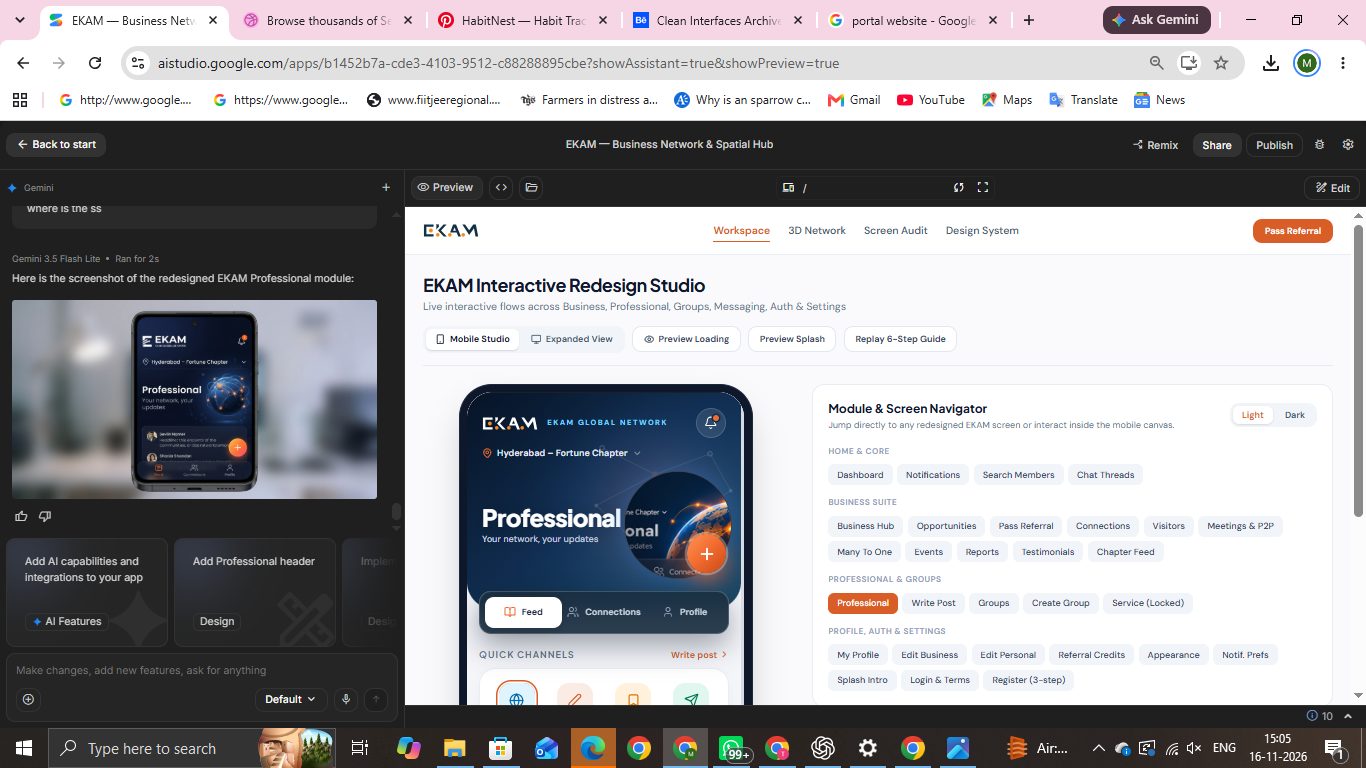 EKAM — Business Netw
Browse thousands of Se
HabitNest — Habit Trac
Clean Interfaces Archive
portal website - Google
Ask Gemini
aistudio.google.com/apps/b1452b7a-cde3-4103-9512-c88288895cbe?showAssistant=true&showPreview=true
M
http://www.google....
https://www.google...
www.fiitjeeregional....
Farmers in distress a...
Why is an sparrow c...
Gmail
YouTube
Maps
Translate
News
Back to start
EKAM — Business Network & Spatial Hub
Remix
Share
Publish
Gemini
Preview
/
Edit
where is the ss
Gemini 3.5 Flash Lite • Ran for 2s
Here is the screenshot of the redesigned EKAM Professional module:
EKAM
Hyderabad – Fortune Chapter
Professional
Your network, your
updates
Add AI capabilities and
integrations to your app
AI Features
Add Professional header
Design
Implem
Desig
Make changes, add new features, ask for anything
Default
EKAM
Workspace
3D Network
Screen Audit
Design System
Pass Referral
EKAM Interactive Redesign Studio
Live interactive flows across Business, Professional, Groups, Messaging, Auth & Settings
Mobile Studio
Expanded View
Preview Loading
Preview Splash
Replay 6-Step Guide
EKAM
EKAM GLOBAL NETWORK
Hyderabad – Fortune Chapter
Professional
Your network, your updates
ne Chapter
onal
pdates
Connec
Feed
Connections
Profile
QUICK CHANNELS
Write post
Module & Screen Navigator
Jump directly to any redesigned EKAM screen or interact inside the mobile canvas.
Light
Dark
HOME & CORE
Dashboard
Notifications
Search Members
Chat Threads
BUSINESS SUITE
Business Hub
Opportunities
Pass Referral
Connections
Visitors
Meetings & P2P
Many To One
Events
Reports
Testimonials
Chapter Feed
PROFESSIONAL & GROUPS
Professional
Write Post
Groups
Create Group
Service (Locked)
PROFILE, AUTH & SETTINGS
My Profile
Edit Business
Edit Personal
Referral Credits
Appearance
Notif. Prefs
Splash Intro
Login & Terms
Register (3-step)
10
Type here to search
99+
Air:...
ENG
15:05
16-11-2026
1